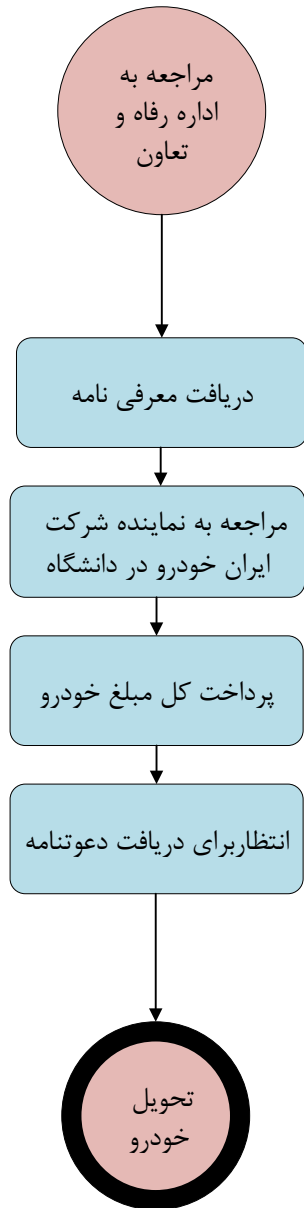 مراجعه به
اداره رفاه و
تعاون
دریافت معرفی نامه
مراجعه به نماینده شرکت
ایران خودرو در دانشگاه
پرداخت کل مبلغ خودرو
انتظاربرای دریافت دعوتنامه
تحویل
خودرو